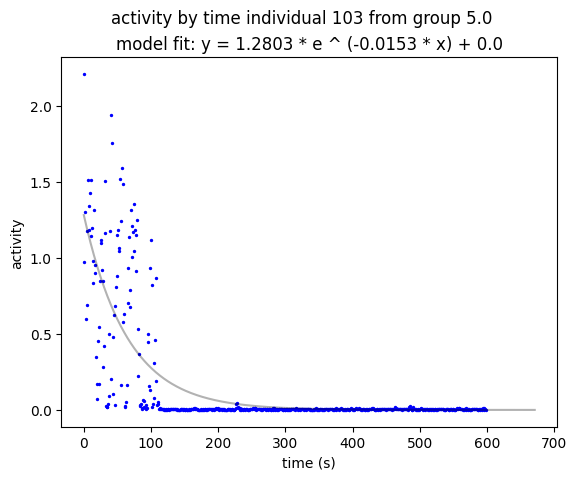 activity by time individual 103 from group 5.0
model fit: y = 1.2803 * e ^ (-0.0153 * x) + 0.0
activity
2.0
1.5
1.0
0.5
0.0
0 100 200 300 400 500 600 700
time (s)